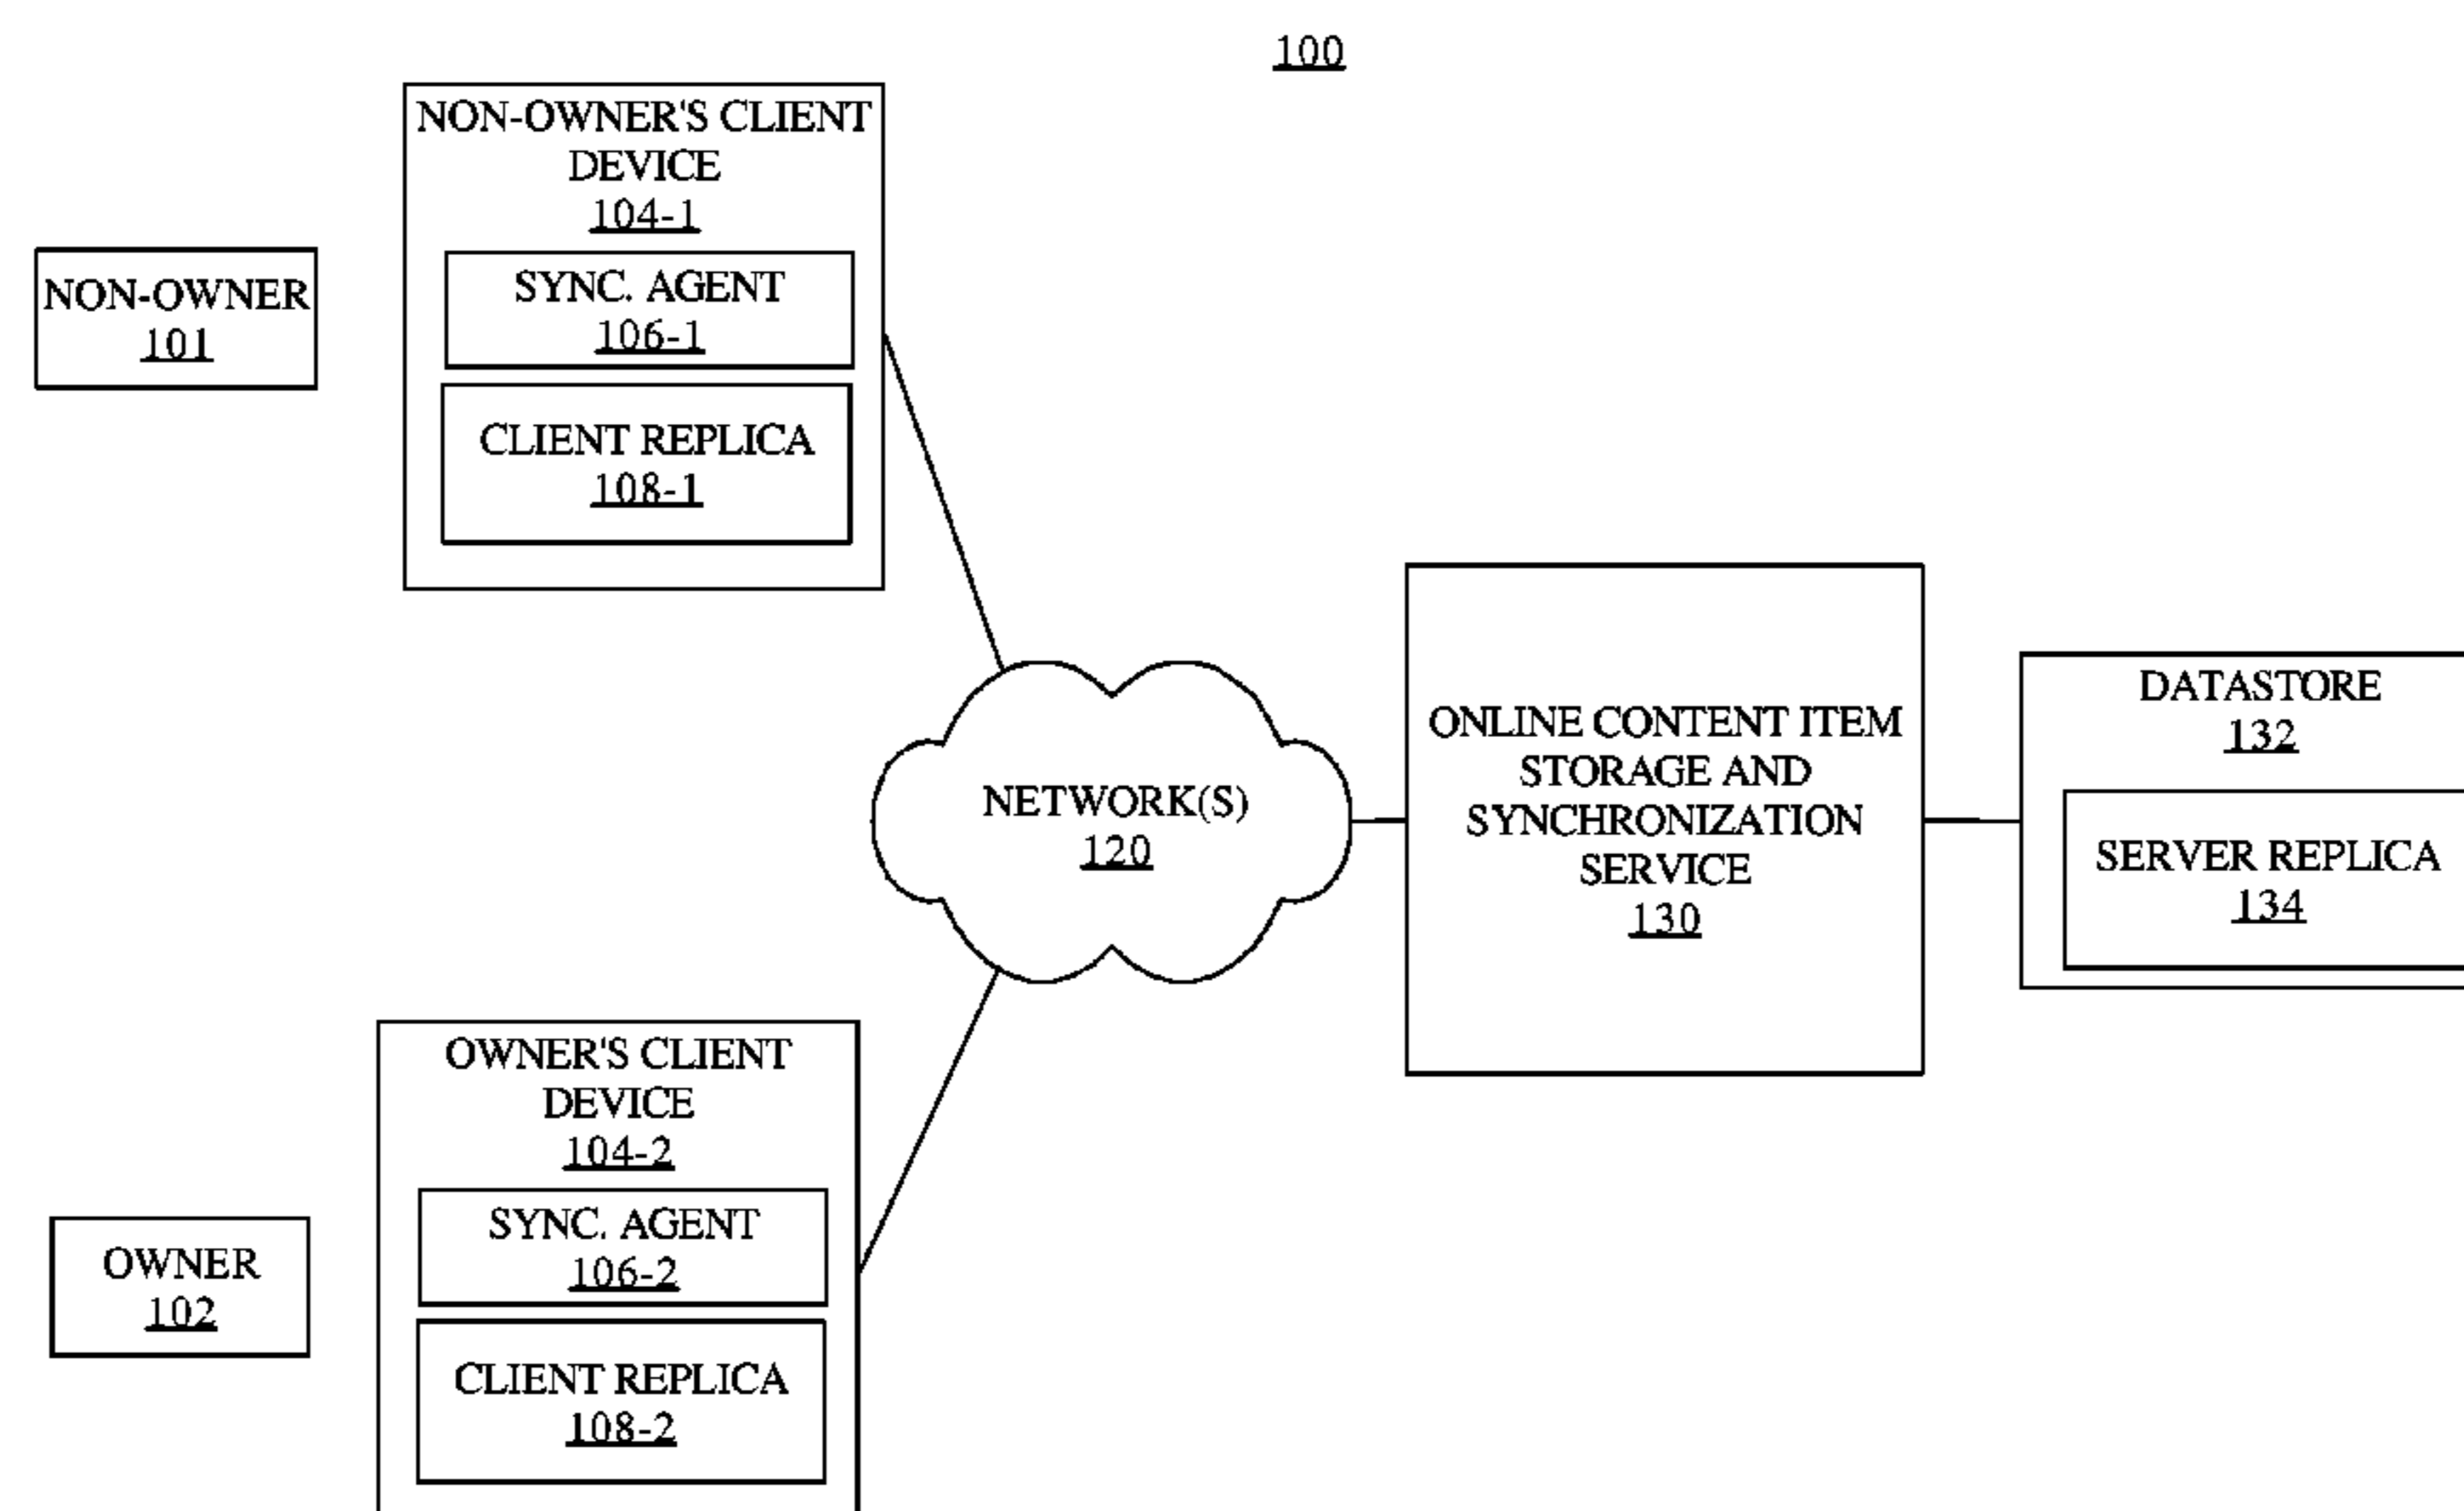 100
NON-OWNER'S CLIENT
DEVICE
104-1
SYNC. AGENT
106-1
CLIENT REPLICA
108-1
NON-OWNER
101
NETWORK(S)
120
ONLINE CONTENT ITEM
STORAGE AND
SYNCHRONIZATION
SERVICE
130
DATASTORE
132
SERVER REPLICA
134
OWNER'S CLIENT
DEVICE
104-2
SYNC. AGENT
106-2
CLIENT REPLICA
108-2
OWNER
102